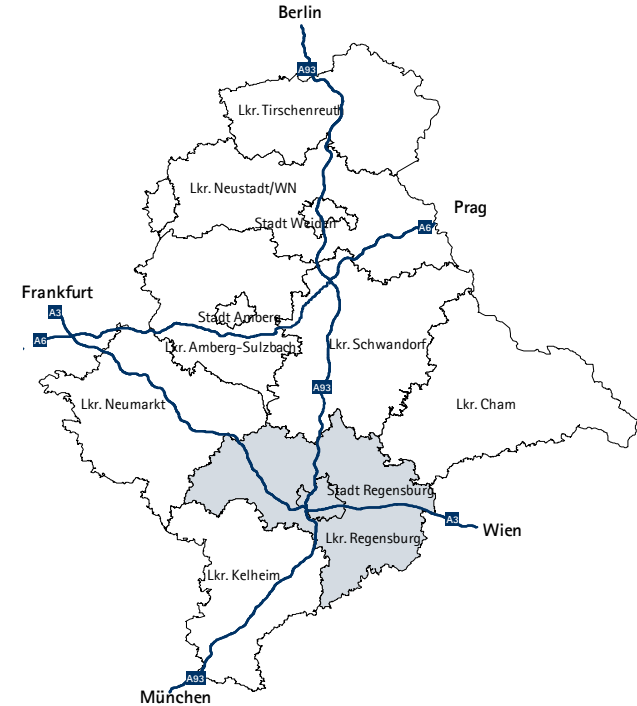 Berlin
A93
Lkr. Tirschenreuth
Lkr. Neustadt/WN
Prag
Stadt Weiden
A6
Frankfurt
A3
Stadt Amberg
A6
Lkr. Amberg-Sulzbach
Lkr. Schwandorf
A93
Lkr. Neumarkt
Lkr. Cham
Stadt Regensburg
A3
Wien
Lkr. Regensburg
Lkr. Kelheim
A93
München